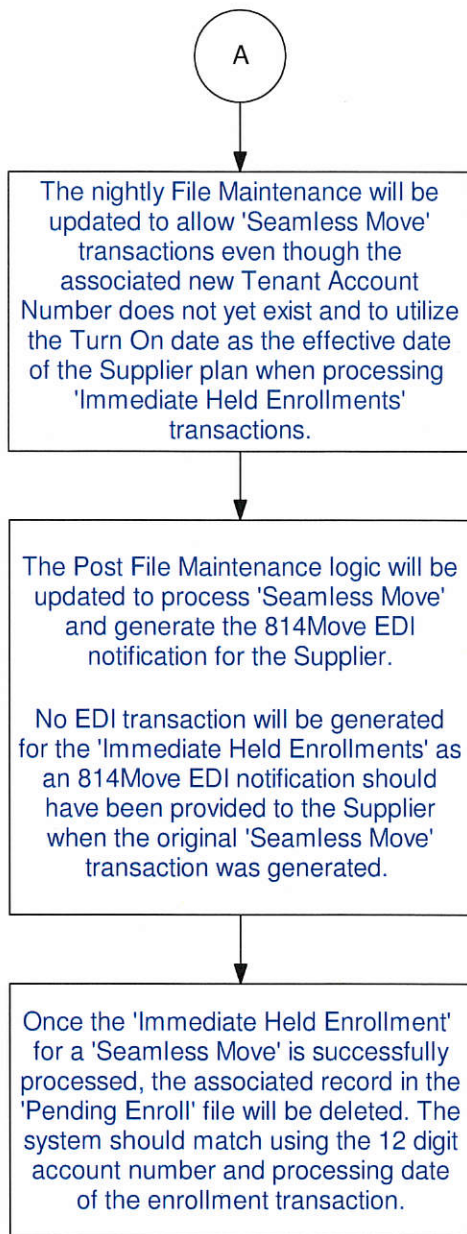 A
The nightly File Maintenance will be
updated to allow 'Seamless Move'
transactions even though the
associated new Tenant Account
Number does not yet exist and to utilize
the Turn On date as the effective date
of the Supplier plan when processing
'Immediate Held Enrollments'
transactions.
The Post File Maintenance logic will be
updated to process 'Seamless Move'
and generate the 814Move EDI
notification for the Supplier.
No EDI transaction will be generated
for the 'Immediate Held Enrollments' as
an 814Move EDI notification should
have been provided to the Supplier
when the original 'Seamless Move'
transaction was generated.
Once the 'Immediate Held Enrollment'
for a 'Seamless Move' is successfully
processed, the associated record in the
'Pending Enroll' file will be deleted. The
system should match using the 12 digit
account number and processing date
of the enrollment transaction.